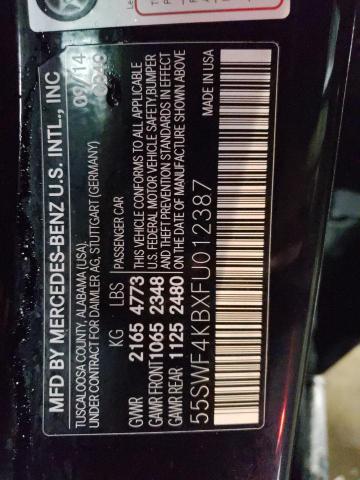 MFD BY MERCEDES-BENZ U.S. INTL., INC
TUSCALOOSA COUNTY, ALABAMA (USA)
UNDER CONTRACT FOR DAIMLER AG, STUTTGART (GERMANY)
09/14
KG LBS PASSENGER CAR
GVWR 2165 4773
GAWR FRONT 1065 2348
GAWR REAR 1125 2480
THIS VEHICLE CONFORMS TO ALL APPLICABLE
U.S. FEDERAL MOTOR VEHICLE SAFETY, BUMPER
AND THEFT PREVENTION STANDARDS IN EFFECT
ON THE DATE OF MANUFACTURE SHOWN ABOVE
55SWF4KBXFU012387
MADE IN USA